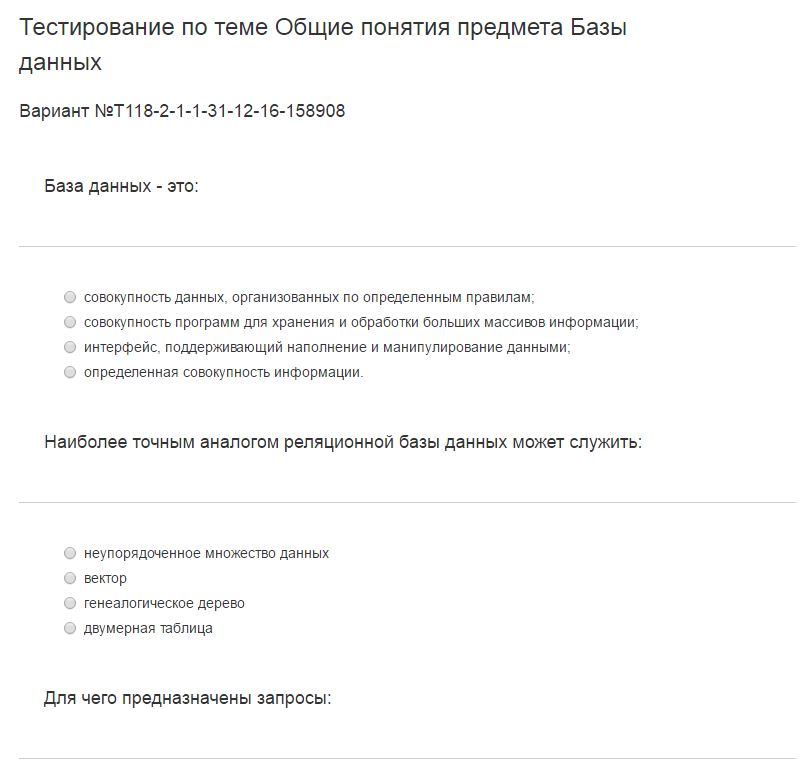 Тестирование по теме Общие понятия предмета Базы
данных
Вариант №Т118-2-1-1-31-12-16-158908
База данных - это:
совокупность данных, организованных по определенным правилам;
совокупность программ для хранения и обработки больших массивов информации;
интерфейс, поддерживающий наполнение и манипулирование данными;
определенная совокупность информации.
Наиболее точным аналогом реляционной базы данных может служить:
неупорядоченное множество данных
вектор
генеалогическое дерево
двумерная таблица
Для чего предназначены запросы: